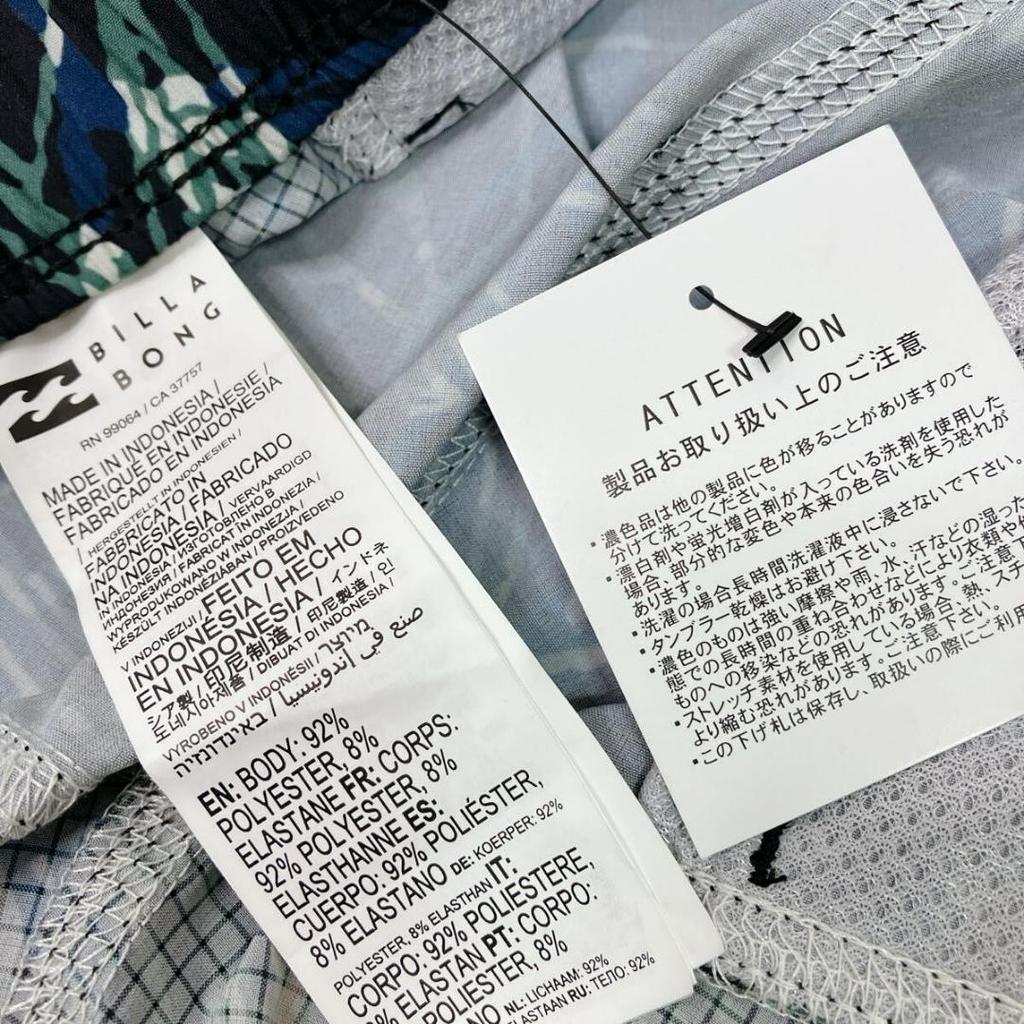 BILLA
BONG
RN 99064 / CA 37757
MADE IN INDONESIA /
FABRIQUE EN INDONESIE /
FABRICADO EN INDONESIA
/ HERGESTELLT IN INDONESIEN /
FABBRICATO IN
INDONESIA / FABRICADO
NA INDONESIA / VERVAARDIGD
IN INDONESIA / ИЗГОТОВЛЕНО В
ИНДОНЕЗИЯ / FABRICAT ÎN INDONEZIA /
WYPRODUKOWANO W INDONEZJA /
KÉSZÜLT INDONÉZIÁBAN / PROIZVEDENO
V INDONEZIJI / FEITO EM
INDONÉSIA / HECHO
EN INDONESIA / インドネ
シア製 / 印尼制造 / 印尼製造 / 인
도네시아제품 / DIBUAT DI INDONESIA /
VYROBENO V INDONÉSII / صنع في إندونيسيا / מיוצר
באינדונזיה
EN: BODY: 92%
POLYESTER, 8%
ELASTANE FR: CORPS:
92% POLYESTER, 8%
ELASTHANNE ES:
CUERPO: 92% POLIÉSTER,
8% ELASTANO DE: KOERPER: 92%
POLYESTER, 8% ELASTHAN IT:
CORPO: 92% POLIESTERE,
ELASTAN PT: CORPO:
POLIESTER, 8%
NL: LICHAAM: 92%
RU: ТЕЛО: 92%
ATTENTION
製品お取り扱い上のご注意
・濃色品は他の製品に色が移ることがありますので
分けて洗ってください。
・漂白剤や蛍光増白剤が入っている洗剤を使用した
場合、部分的な変色や本来の色合いを失う恐れが
あります。
・洗濯の場合長時間洗濯液中に浸さないで下さい。
・タンブラー乾燥はお避け下さい。
・濃色のものは強い摩擦や雨、水、汗などの湿った
態での長時間の重ね合わせなどにより衣類や
ものへの移染などの恐れがあります。ご注意下
・ストレッチ素材を使用している場合、熱、スチ
より縮む恐れがあります。ご注意下さい。
この下げ札は保存し、取扱いの際にご利用